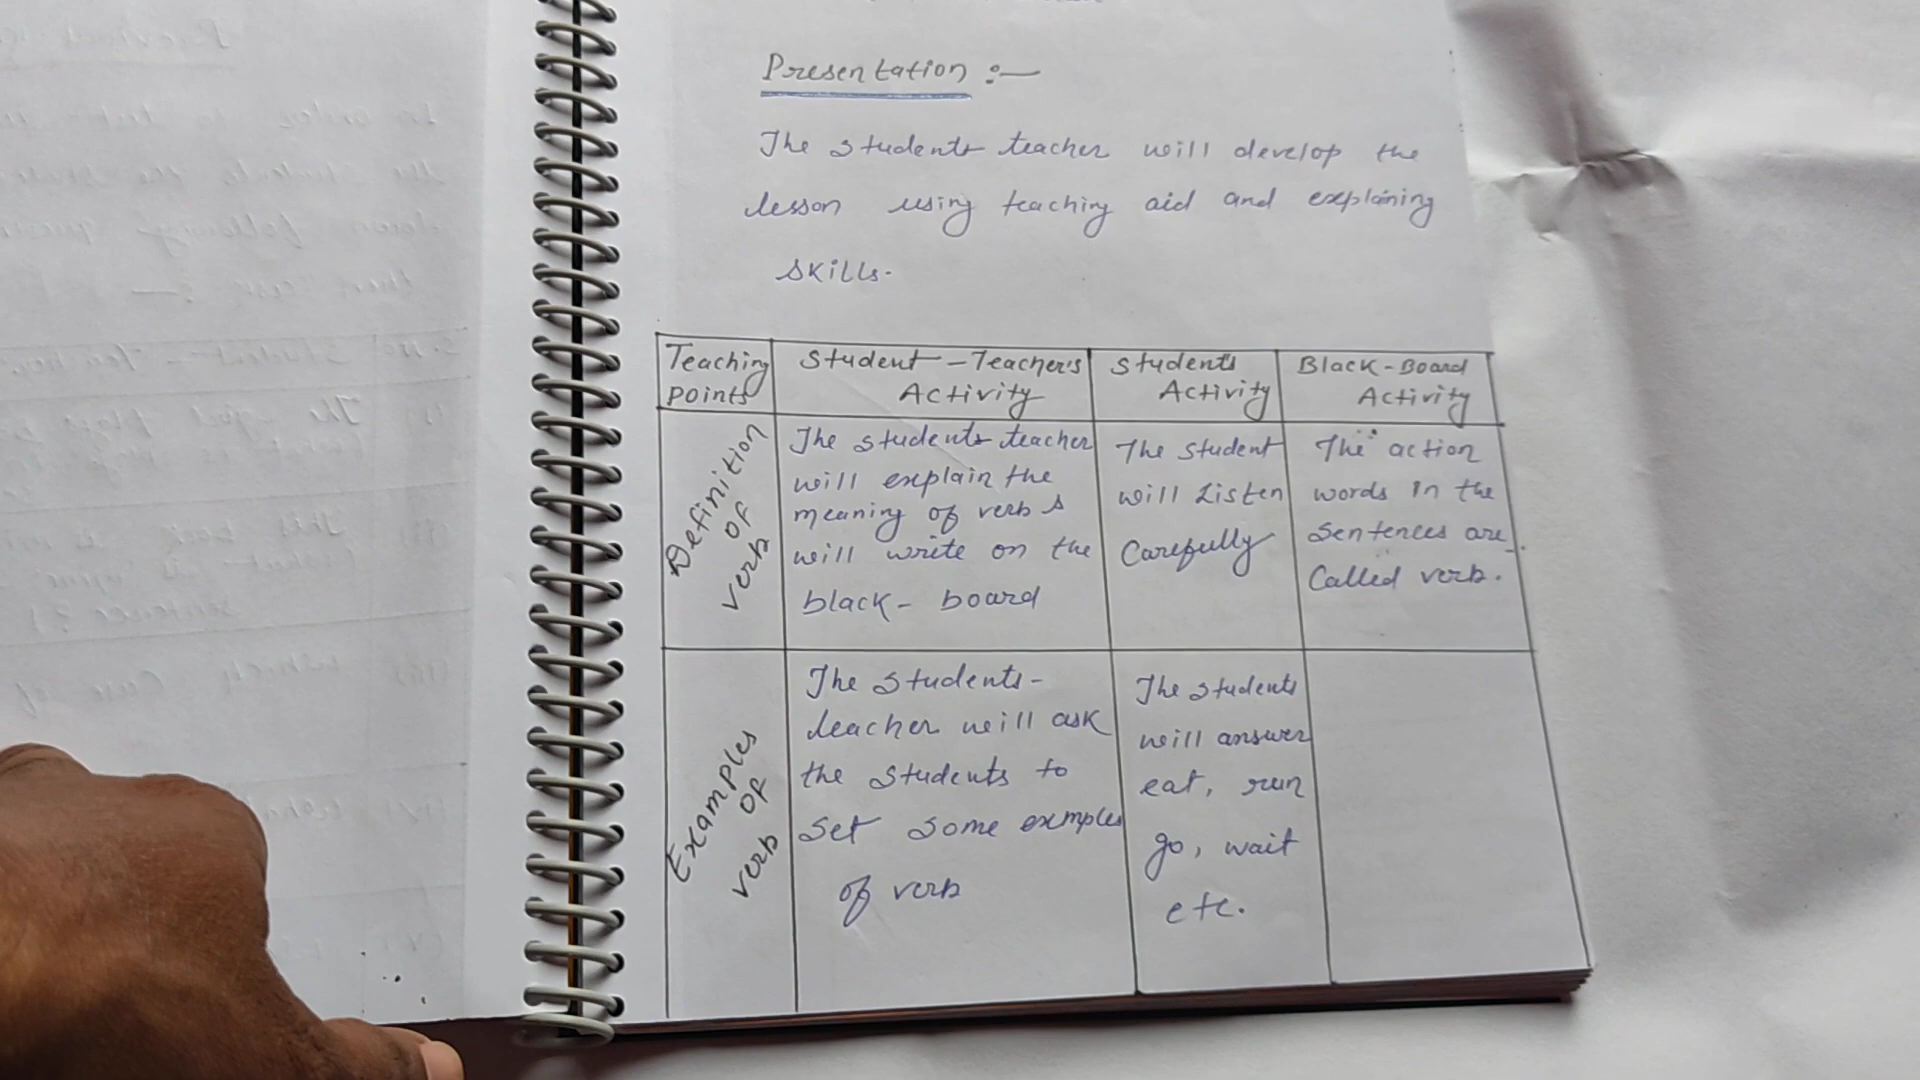 Presentation :—
The students teacher will develop the
lesson using teaching aid and explaining
skills.
Teaching points
Student-Teacher's Activity
Students Activity
Black-Board Activity
Definition of verb
The students teacher
will explain the
meaning of verb &
will write on the
black-board
The Student
will Listen
Carefully
The action
words in the
sentences are
Called verb.
Examples of verb
The students-
teacher will ask
the students to
set some exmples
of verb
The students
will answer
eat, run
go, wait
etc.